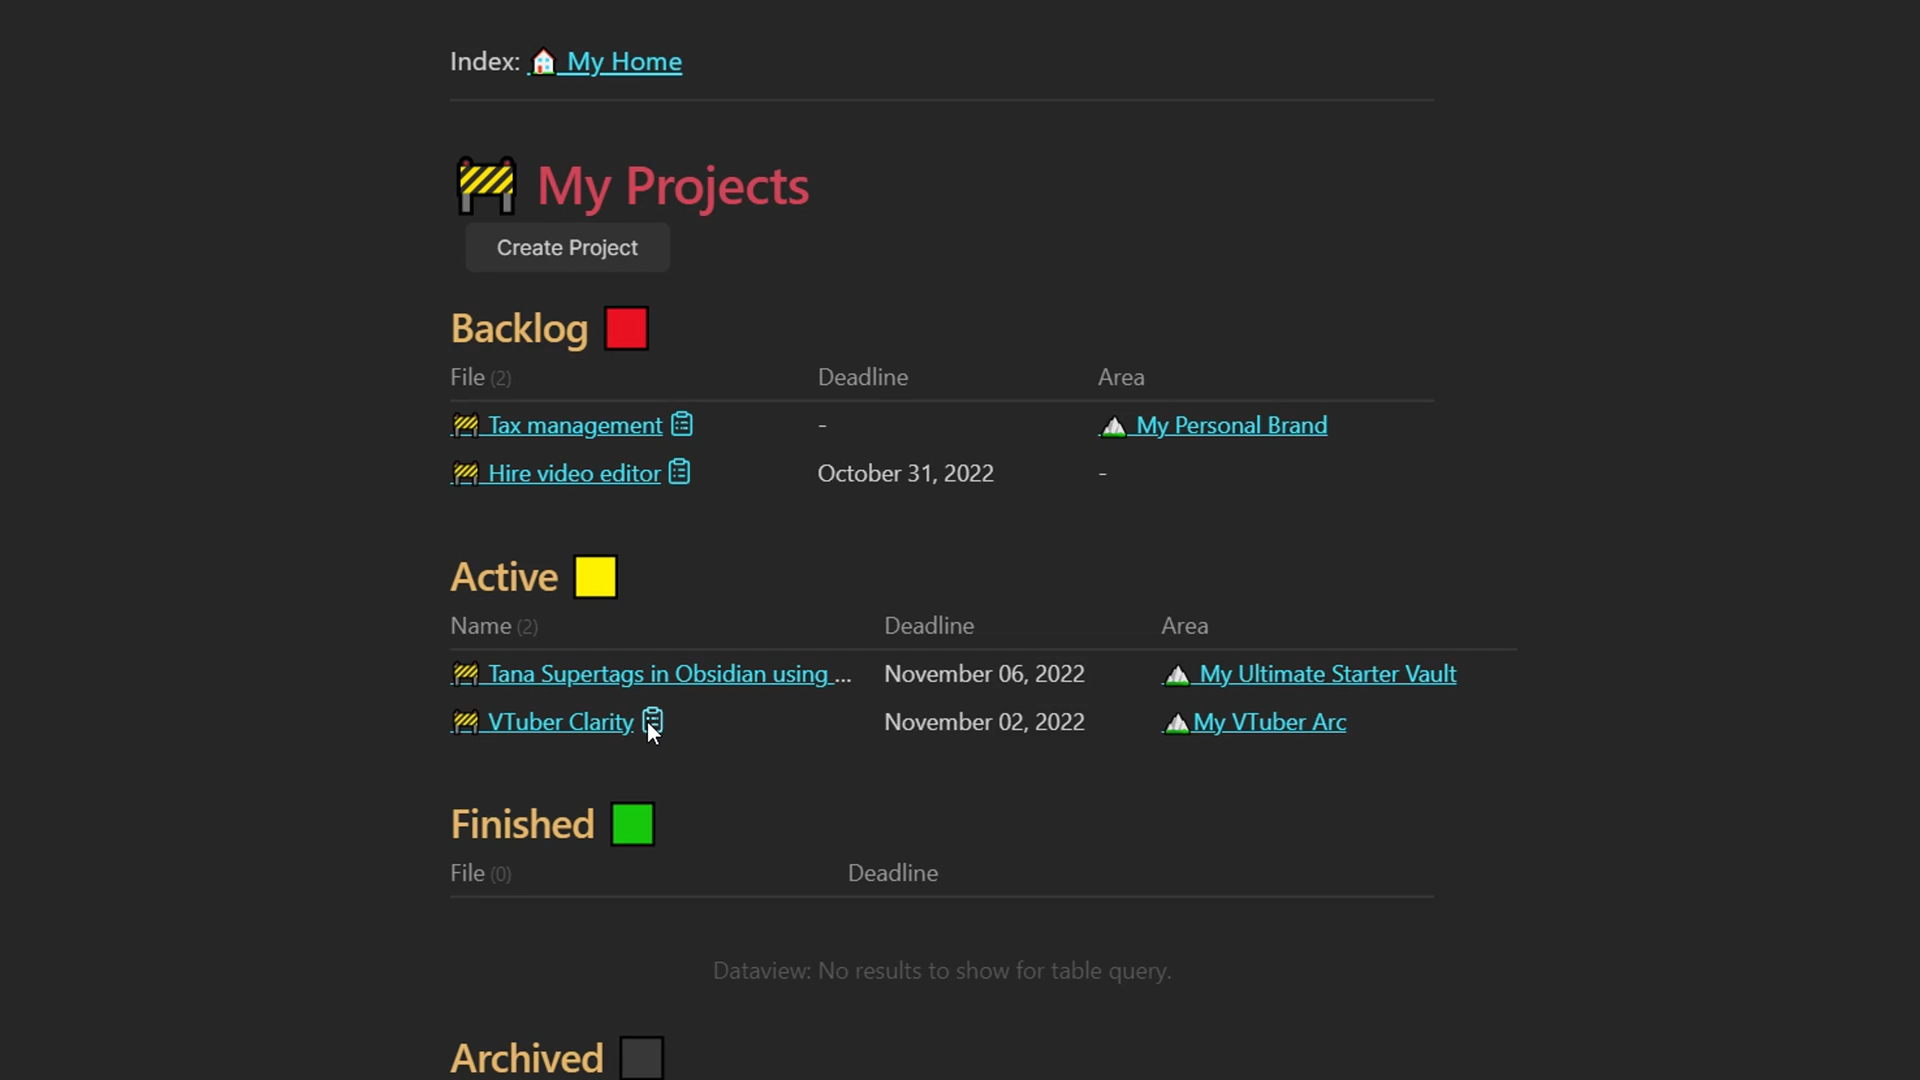 Index: My Home
My Projects
Create Project
Backlog
File (2) Deadline Area
Tax management - My Personal Brand
Hire video editor October 31, 2022 -
Active
Name (2) Deadline Area
Tana Supertags in Obsidian using ... November 06, 2022 My Ultimate Starter Vault
VTuber Clarity November 02, 2022 My VTuber Arc
Finished
File (0) Deadline
Dataview: No results to show for table query.
Archived